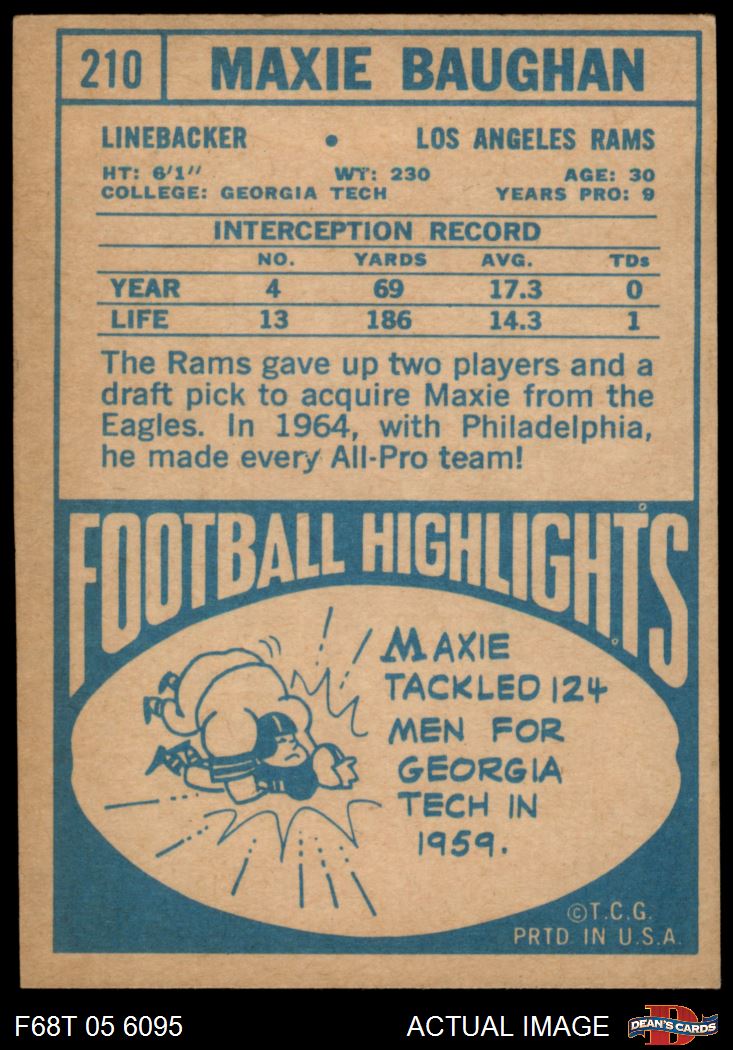 210 MAXIE BAUGHAN
LINEBACKER • LOS ANGELES RAMS
HT: 6/1" WT: 230 AGE: 30
COLLEGE: GEORGIA TECH YEARS PRO: 9
INTERCEPTION RECORD
NO. YARDS AVG. TDs
YEAR 4 69 17.3 0
LIFE 13 186 14.3 1
The Rams gave up two players and a
draft pick to acquire Maxie from the
Eagles. In 1964, with Philadelphia,
he made every All-Pro team!
FOOTBALL HIGHLIGHTS
MAXIE
TACKLED 124
MEN FOR
GEORGIA
TECH IN
1959.
©T.C.G.
PRTD. IN U.S.A.
F68T 05 6095 ACTUAL IMAGE DEAN'S CARDS